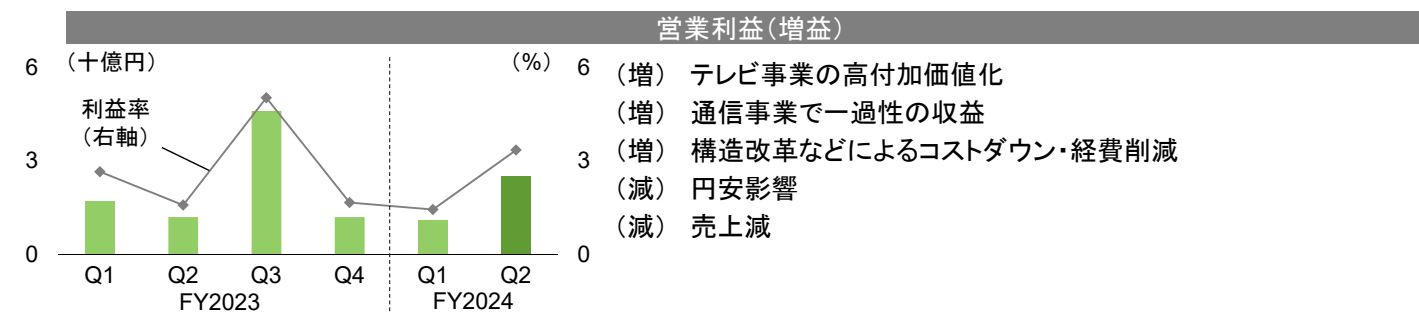 営業利益（増益）
（十億円）
（%）
6
3
0
利益率
（右軸）
6
3
0
Q1 Q2 Q3 Q4 Q1 Q2
FY2023 FY2024
（増） テレビ事業の高付加価値化
（増） 通信事業で一過性の収益
（増） 構造改革などによるコストダウン・経費削減
（減） 円安影響
（減） 売上減